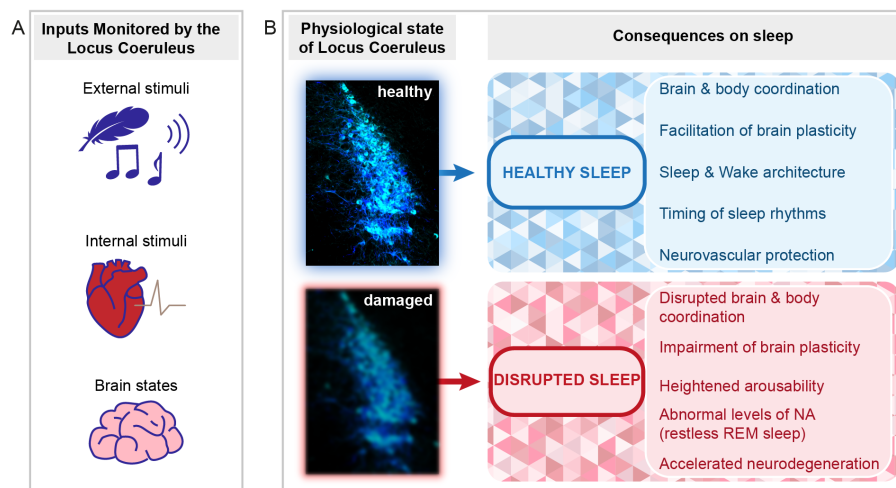 A
Inputs Monitored by the
Locus Coeruleus
External stimuli
Internal stimuli
Brain states
B
Physiological state
of Locus Coeruleus
Consequences on sleep
healthy
HEALTHY SLEEP
Brain & body coordination
Facilitation of brain plasticity
Sleep & Wake architecture
Timing of sleep rhythms
Neurovascular protection
damaged
DISRUPTED SLEEP
Disrupted brain & body
coordination
Impairment of brain plasticity
Heightened arousability
Abnormal levels of NA
(restless REM sleep)
Accelerated neurodegeneration